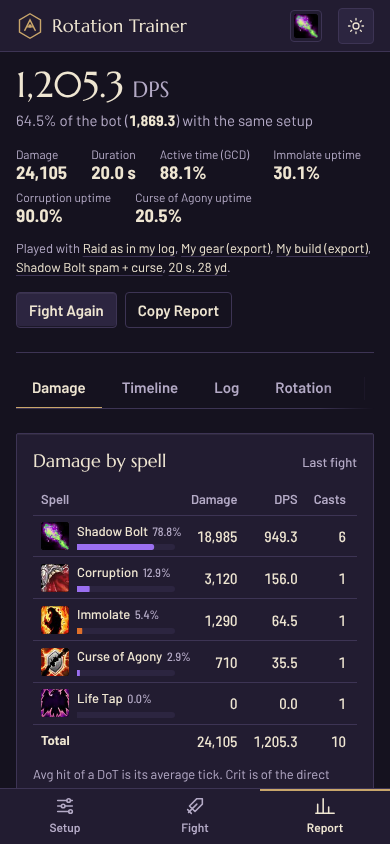 Rotation Trainer
1,205.3 DPS
64.5% of the bot (1,869.3) with the same setup
Damage Duration Active time (GCD) Immolate uptime
24,105 20.0 s 88.1% 30.1%
Corruption uptime Curse of Agony uptime
90.0% 20.5%
Played with Raid as in my log, My gear (export), My build (export),
Shadow Bolt spam + curse, 20 s, 28 yd.
Fight Again Copy Report
Damage Timeline Log Rotation
Damage by spell Last fight
Spell Damage DPS Casts
Shadow Bolt 78.8% 18,985 949.3 6
Corruption 12.9% 3,120 156.0 1
Immolate 5.4% 1,290 64.5 1
Curse of Agony 2.9% 710 35.5 1
Life Tap 0.0% 0 0.0 1
Total 24,105 1,205.3 10
Avg hit of a DoT is its average tick. Crit is of the direct
Setup Fight Report